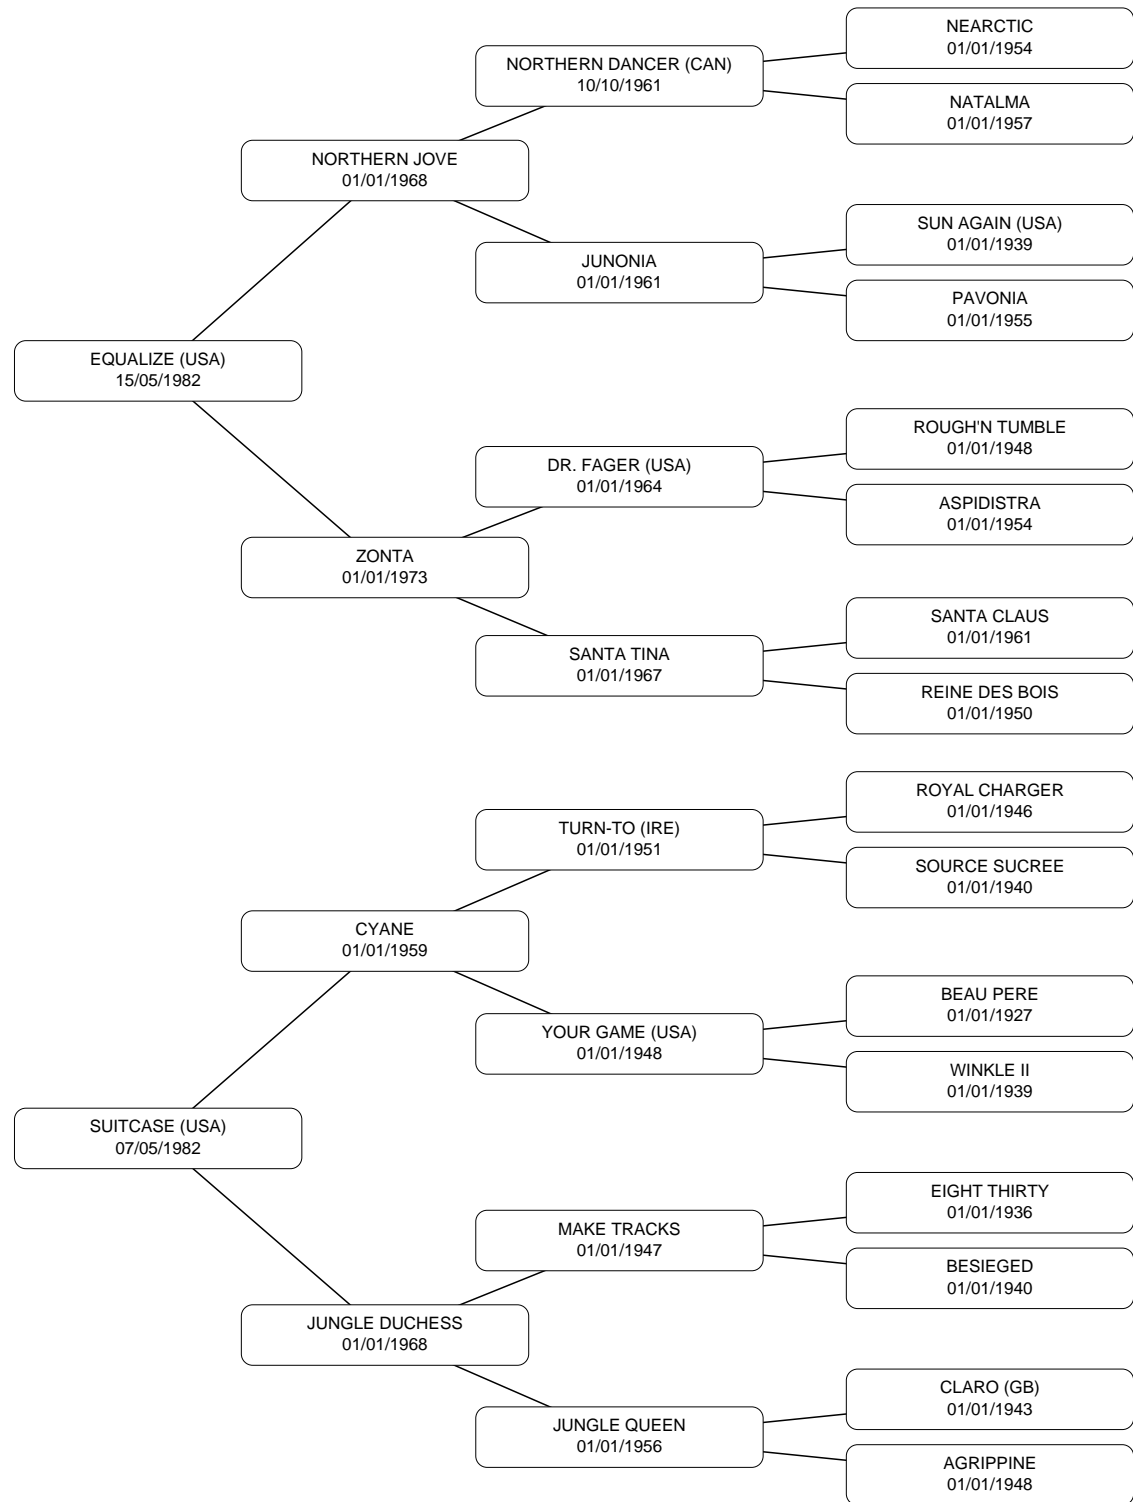 NEARCTIC
01/01/1954
NORTHERN DANCER (CAN)
10/10/1961
NATALMA
01/01/1957
NORTHERN JOVE
01/01/1968
SUN AGAIN (USA)
01/01/1939
JUNONIA
01/01/1961
PAVONIA
01/01/1955
EQUALIZE (USA)
15/05/1982
ROUGH'N TUMBLE
01/01/1948
DR. FAGER (USA)
01/01/1964
ASPIDISTRA
01/01/1954
ZONTA
01/01/1973
SANTA CLAUS
01/01/1961
SANTA TINA
01/01/1967
REINE DES BOIS
01/01/1950
ROYAL CHARGER
01/01/1946
TURN-TO (IRE)
01/01/1951
SOURCE SUCREE
01/01/1940
CYANE
01/01/1959
BEAU PERE
01/01/1927
YOUR GAME (USA)
01/01/1948
WINKLE II
01/01/1939
SUITCASE (USA)
07/05/1982
EIGHT THIRTY
01/01/1936
MAKE TRACKS
01/01/1947
BESIEGED
01/01/1940
JUNGLE DUCHESS
01/01/1968
CLARO (GB)
01/01/1943
JUNGLE QUEEN
01/01/1956
AGRIPPINE
01/01/1948